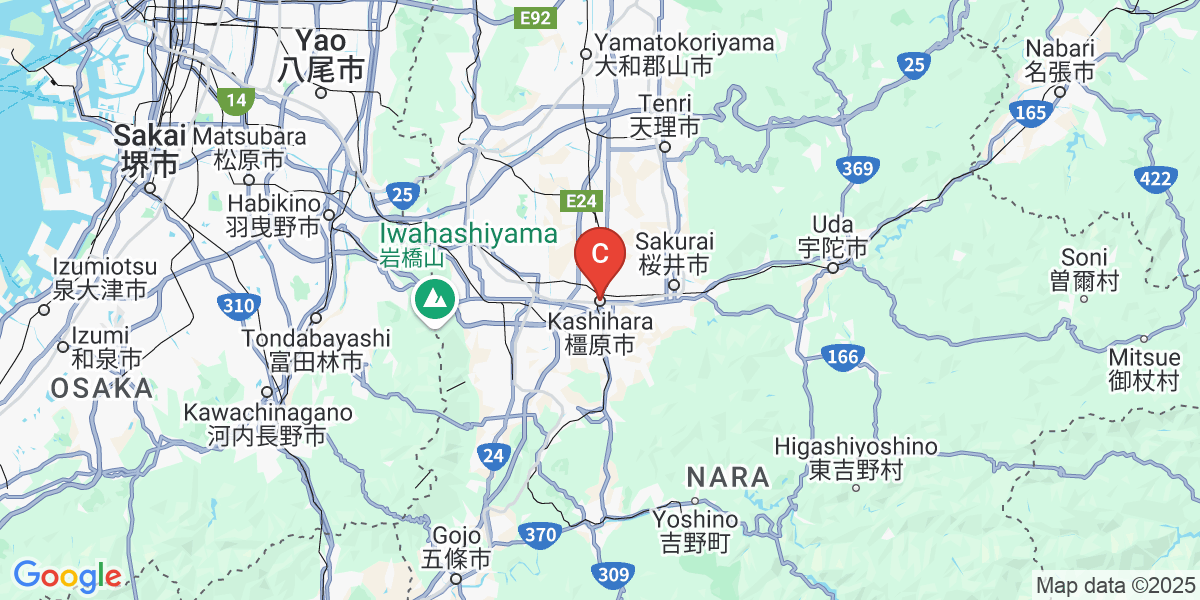 E92
Yao
八尾市
Yamatokoriyama
大和郡山市
25
Nabari
名張市
14
Tenri
天理市
165
Sakai
堺市
Matsubara
松原市
369
422
25
E24
Habikino
羽曳野市
Iwahashiyama
岩橋山
C
Sakurai
桜井市
Uda
宇陀市
Soni
曽爾村
Izumiotsu
泉大津市
310
Izumi
和泉市
Tondabayashi
富田林市
Kashihara
橿原市
166
Mitsue
御杖村
OSAKA
Kawachinagano
河内長野市
24
Higashiyoshino
東吉野村
NARA
Yoshino
吉野町
370
Gojo
五條市
309
Google
Map data ©2025